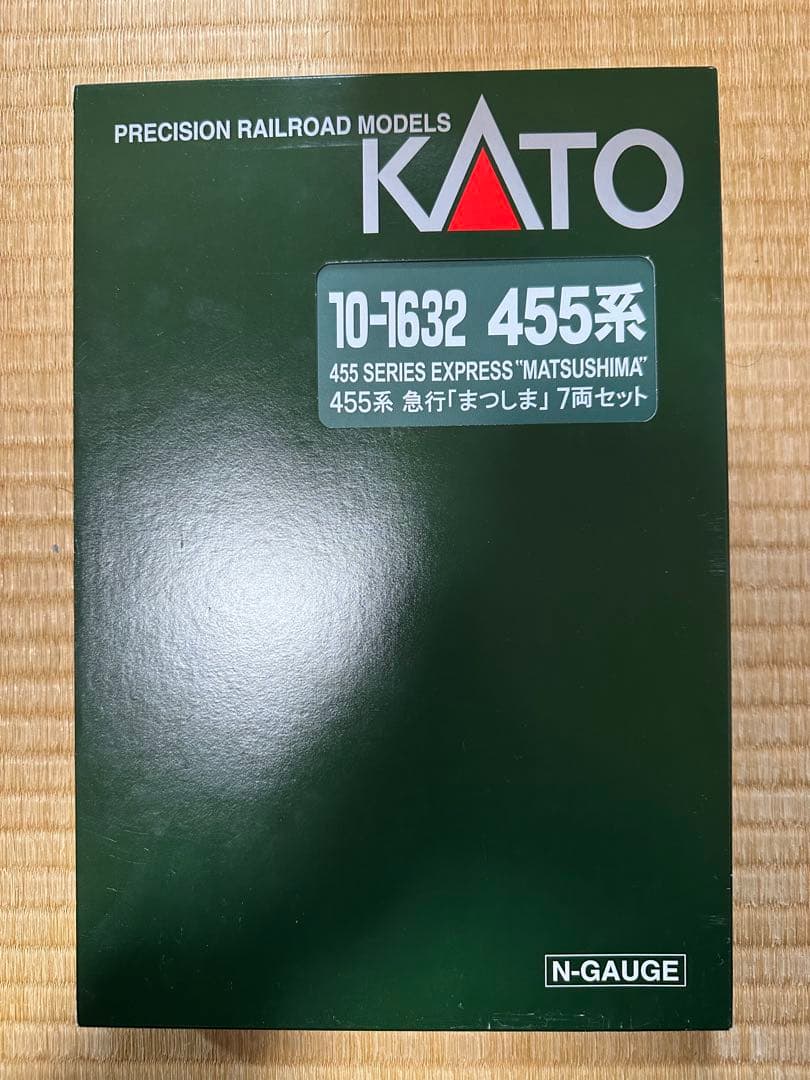 PRECISION RAILROAD MODELS
KATO
10-1632 455系
455 SERIES EXPRESS "MATSUSHIMA"
455系 急行「まつしま」 7両セット
N-GAUGE